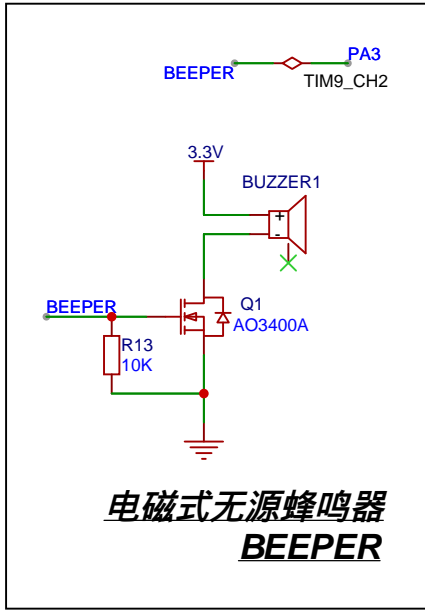 BEEPER
PA3
TIM9_CH2
3.3V
BUZZER1
+
-
BEEPER
Q1
AO3400A
R13
10K
电磁式无源蜂鸣器
BEEPER